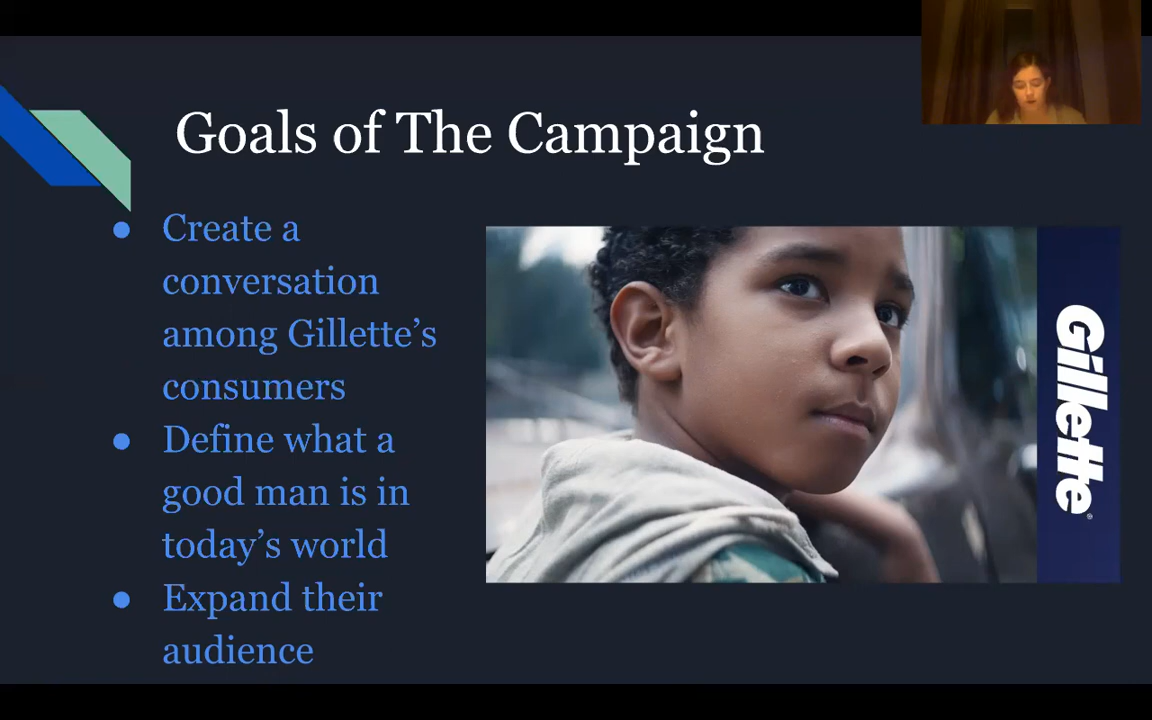 Goals of The Campaign
● Create a
conversation
among Gillette’s
consumers
● Define what a
good man is in
today’s world
● Expand their
audience
Gillette®